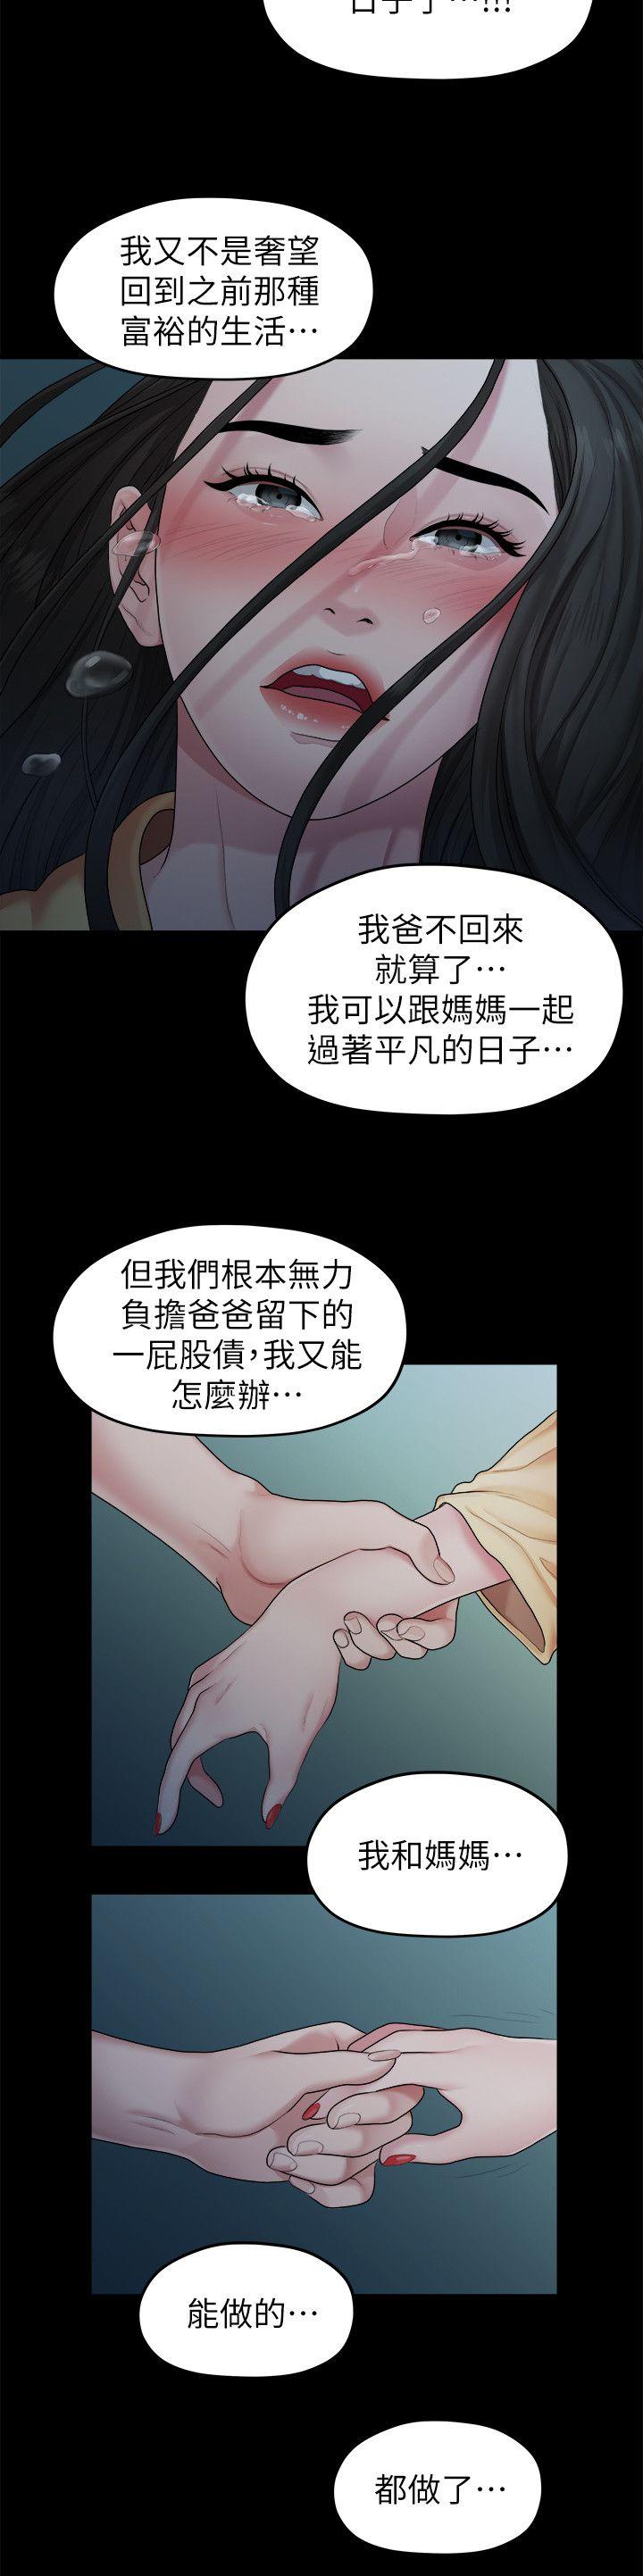 日子了…!!!
我又不是奢望
回到之前那種
富裕的生活…
我爸不回來
就算了…
我可以跟媽媽一起
過著平凡的日子…
但我們根本無力
負擔爸爸留下的
一屁股債，我又能
怎麼辦…
我和媽媽…
能做的…
都做了…